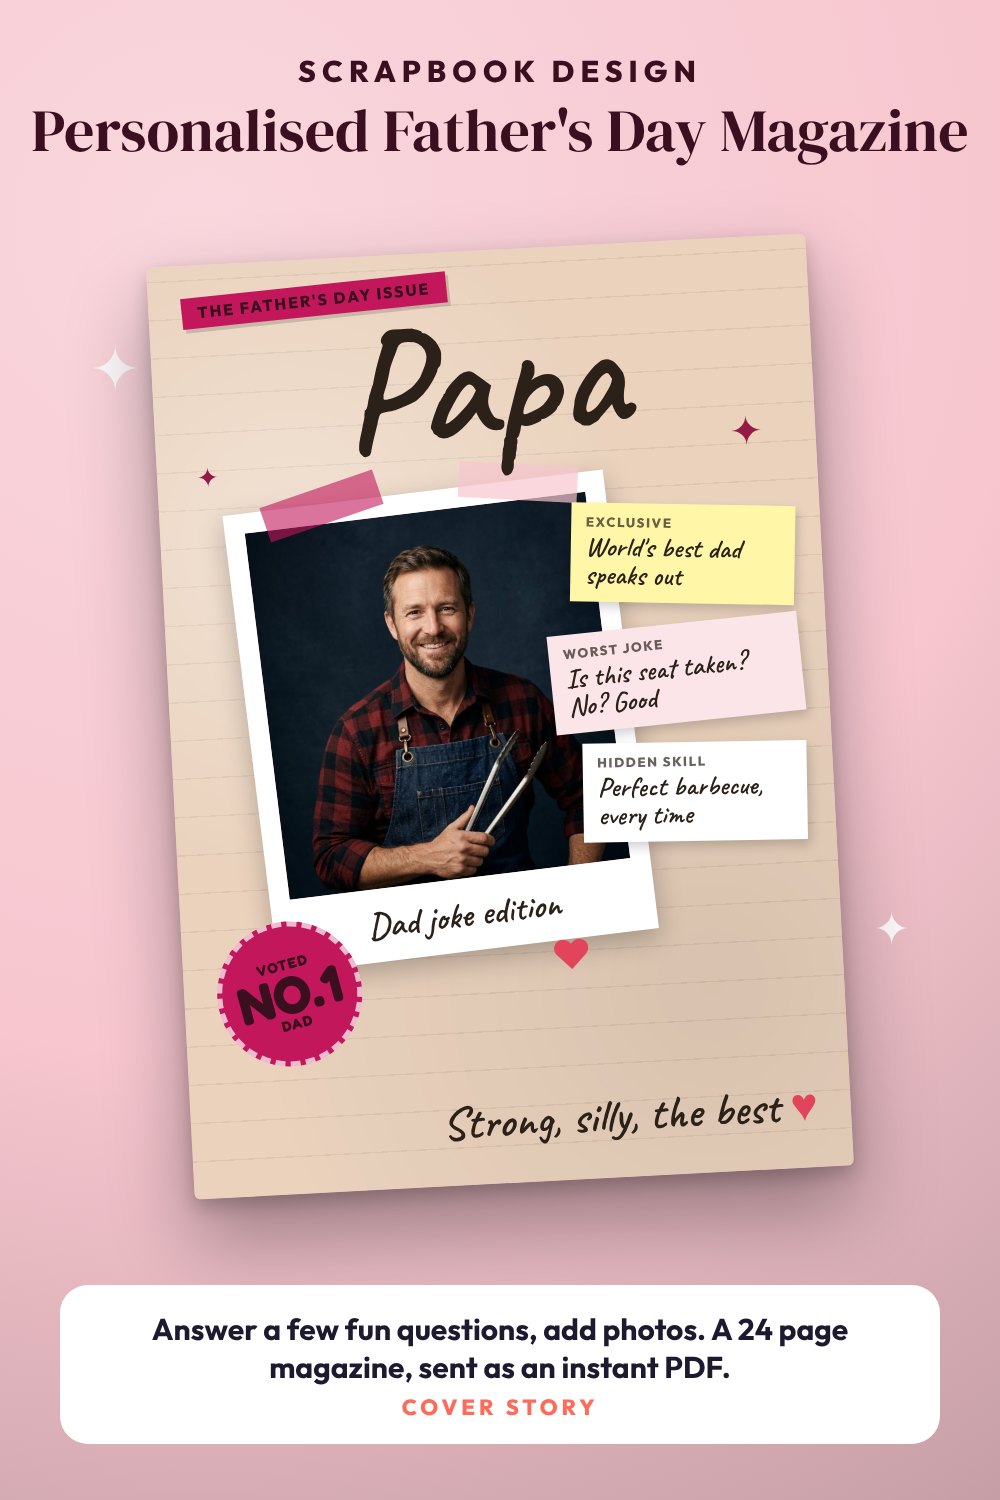 SCRAPBOOK DESIGN
Personalised Father's Day Magazine
THE FATHER'S DAY ISSUE
Papa
EXCLUSIVE
World's best dad
speaks out
WORST JOKE
Is this seat taken?
No? Good
HIDDEN SKILL
Perfect barbecue,
every time
Dad joke edition
VOTED
NO.1
DAD
Strong, silly, the best ♥
Answer a few fun questions, add photos. A 24 page
magazine, sent as an instant PDF.
COVER STORY